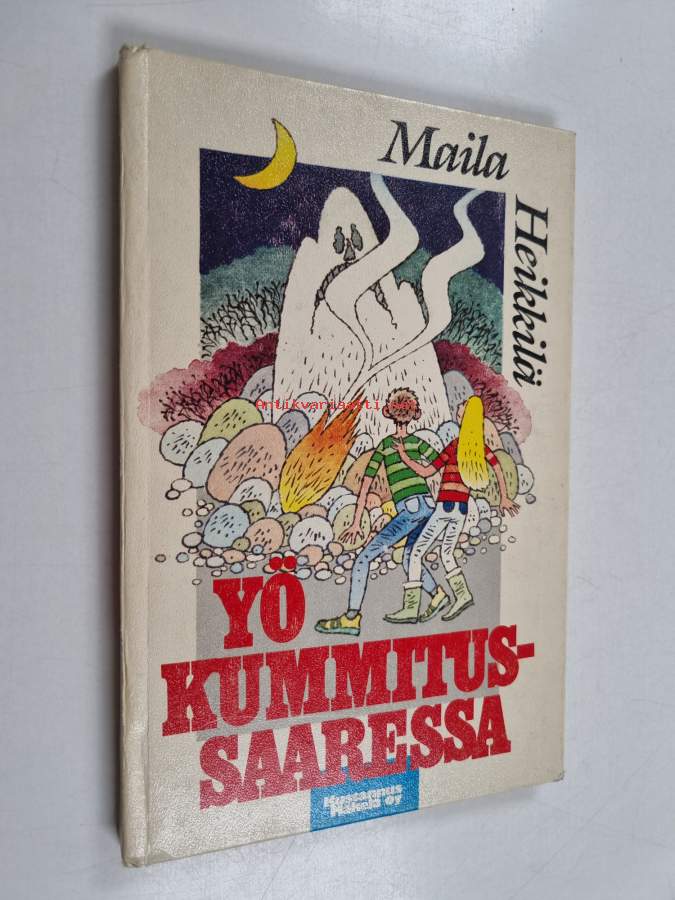 Maila
Heikkilä
Antikvariaatti.net
YÖ
KUMMITUS-
SAARESSA
Kustannus
Mäkelä Oy